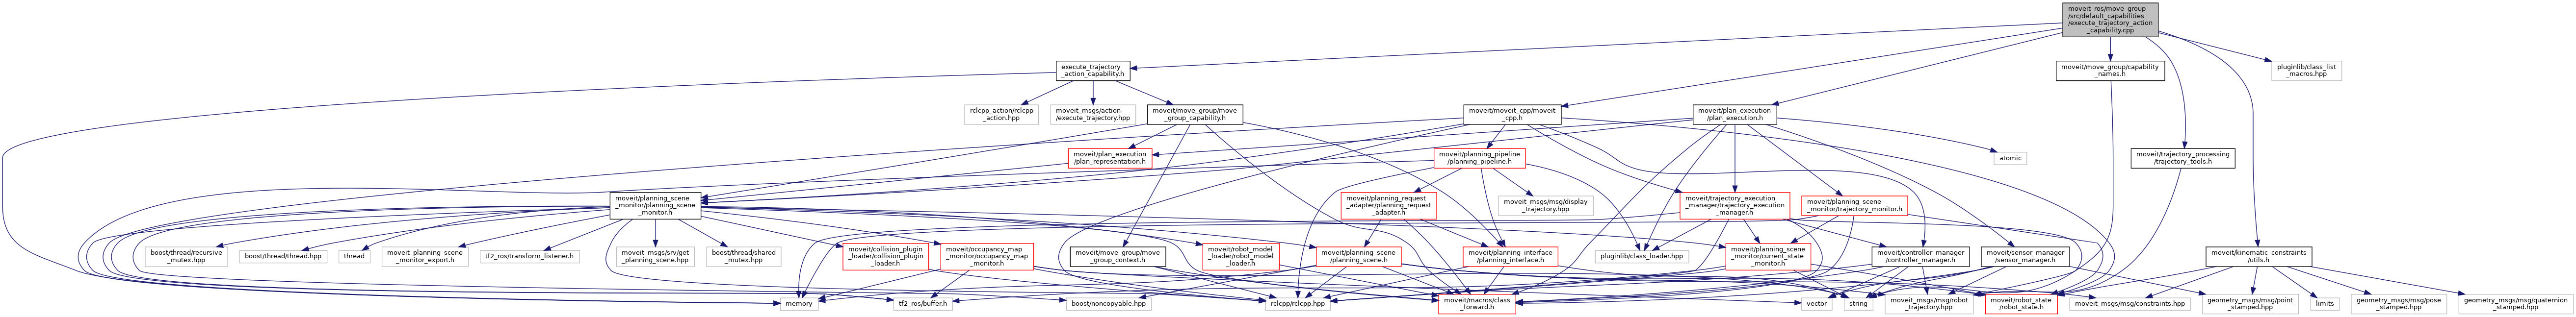 moveit_ros/move_group
/src/default_capabilities
/execute_trajectory_action
_capability.cpp
execute_trajectory
_action_capability.h
moveit/move_group/capability
_names.h
pluginlib/class_list
_macros.hpp
rclcpp_action/rclcpp
_action.hpp
moveit_msgs/action
/execute_trajectory.hpp
moveit/move_group/move
_group_capability.h
moveit/moveit_cpp/moveit
_cpp.h
moveit/plan_execution
/plan_execution.h
moveit/plan_execution
/plan_representation.h
moveit/planning_pipeline
/planning_pipeline.h
atomic
moveit/trajectory_processing
/trajectory_tools.h
moveit/planning_scene
_monitor/planning_scene
_monitor.h
moveit/planning_request
_adapter/planning_request
_adapter.h
moveit_msgs/msg/display
_trajectory.hpp
moveit/trajectory_execution
_manager/trajectory_execution
_manager.h
moveit/planning_scene
_monitor/trajectory_monitor.h
boost/thread/recursive
_mutex.hpp
boost/thread/thread.hpp
thread
moveit_planning_scene
_monitor_export.h
tf2_ros/transform_listener.h
moveit_msgs/srv/get
_planning_scene.hpp
boost/thread/shared
_mutex.hpp
moveit/collision_plugin
_loader/collision_plugin
_loader.h
moveit/occupancy_map
_monitor/occupancy_map
_monitor.h
moveit/move_group/move
_group_context.h
moveit/robot_model
_loader/robot_model
_loader.h
moveit/planning_scene
/planning_scene.h
moveit/planning_interface
/planning_interface.h
pluginlib/class_loader.hpp
moveit/planning_scene
_monitor/current_state
_monitor.h
moveit/controller_manager
/controller_manager.h
moveit/sensor_manager
/sensor_manager.h
moveit/kinematic_constraints
/utils.h
memory
tf2_ros/buffer.h
boost/noncopyable.hpp
rclcpp/rclcpp.hpp
moveit/macros/class
_forward.h
vector
string
moveit_msgs/msg/robot
_trajectory.hpp
moveit/robot_state
/robot_state.h
moveit_msgs/msg/constraints.hpp
geometry_msgs/msg/point
_stamped.hpp
limits
geometry_msgs/msg/pose
_stamped.hpp
geometry_msgs/msg/quaternion
_stamped.hpp